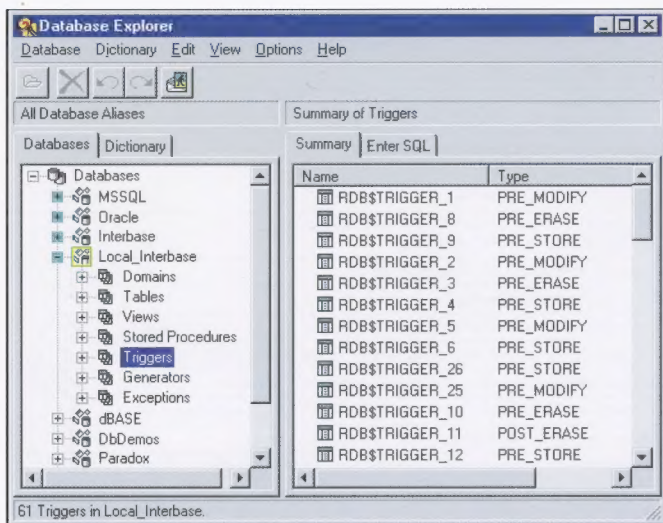 Database Explorer
Database Dictionary Edit View Options Help
All Database Aliases
Summary of Triggers
Databases Dictionary
Summary Enter SQL
Databases
MSSQL
Oracle
Interbase
Local_Interbase
Domains
Tables
Views
Stored Procedures
Triggers
Generators
Exceptions
dBASE
DbDemos
Paradox
Name Type
RDB$TRIGGER_1 PRE_MODIFY
RDB$TRIGGER_8 PRE_ERASE
RDB$TRIGGER_9 PRE_STORE
RDB$TRIGGER_2 PRE_MODIFY
RDB$TRIGGER_3 PRE_ERASE
RDB$TRIGGER_4 PRE_STORE
RDB$TRIGGER_5 PRE_MODIFY
RDB$TRIGGER_6 PRE_STORE
RDB$TRIGGER_26 PRE_STORE
RDB$TRIGGER_25 PRE_MODIFY
RDB$TRIGGER_10 PRE_ERASE
RDB$TRIGGER_11 POST_ERASE
RDB$TRIGGER_12 PRE_STORE
61 Triggers in Local_Interbase.